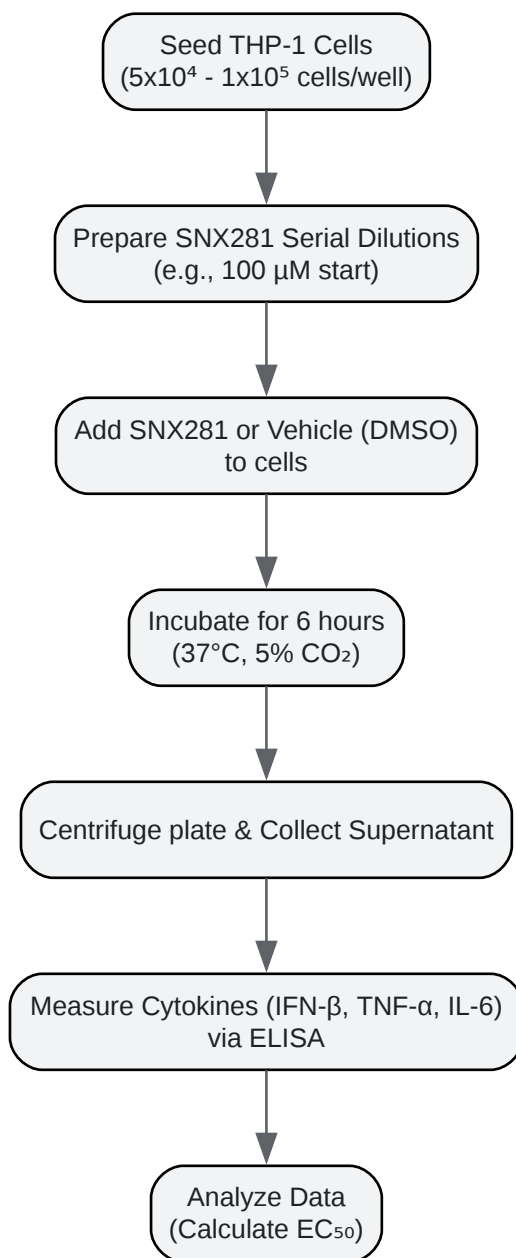 Seed THP-1 Cells
(5x10⁴ - 1x10⁵ cells/well)
Prepare SNX281 Serial Dilutions
(e.g., 100 µM start)
Add SNX281 or Vehicle (DMSO)
to cells
Incubate for 6 hours
(37°C, 5% CO₂)
Centrifuge plate & Collect Supernatant
Measure Cytokines (IFN-β, TNF-α, IL-6)
via ELISA
Analyze Data
(Calculate EC₅₀)